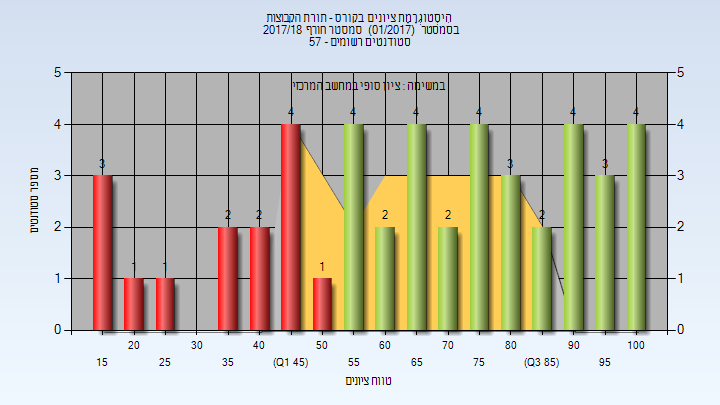 היסטוגרמת ציונים בקורס - תורת הקבוצות
בסמסטר (01/2017) סמסטר חורף 2017/18
סטודנטים רשומים - 57
במשימה : ציון סופי במחשב המרכזי
5 5
4 4
3 3
2 2
1 1
0 0
3 1 1 2 2 4 1 4 2 4 2 4 3 2 4 3 4
מספר סטודנטים
20 30 40 50 60 70 80 90 100
15 25 35 (Q1 45) 55 65 75 (Q3 85) 95
טווח ציונים